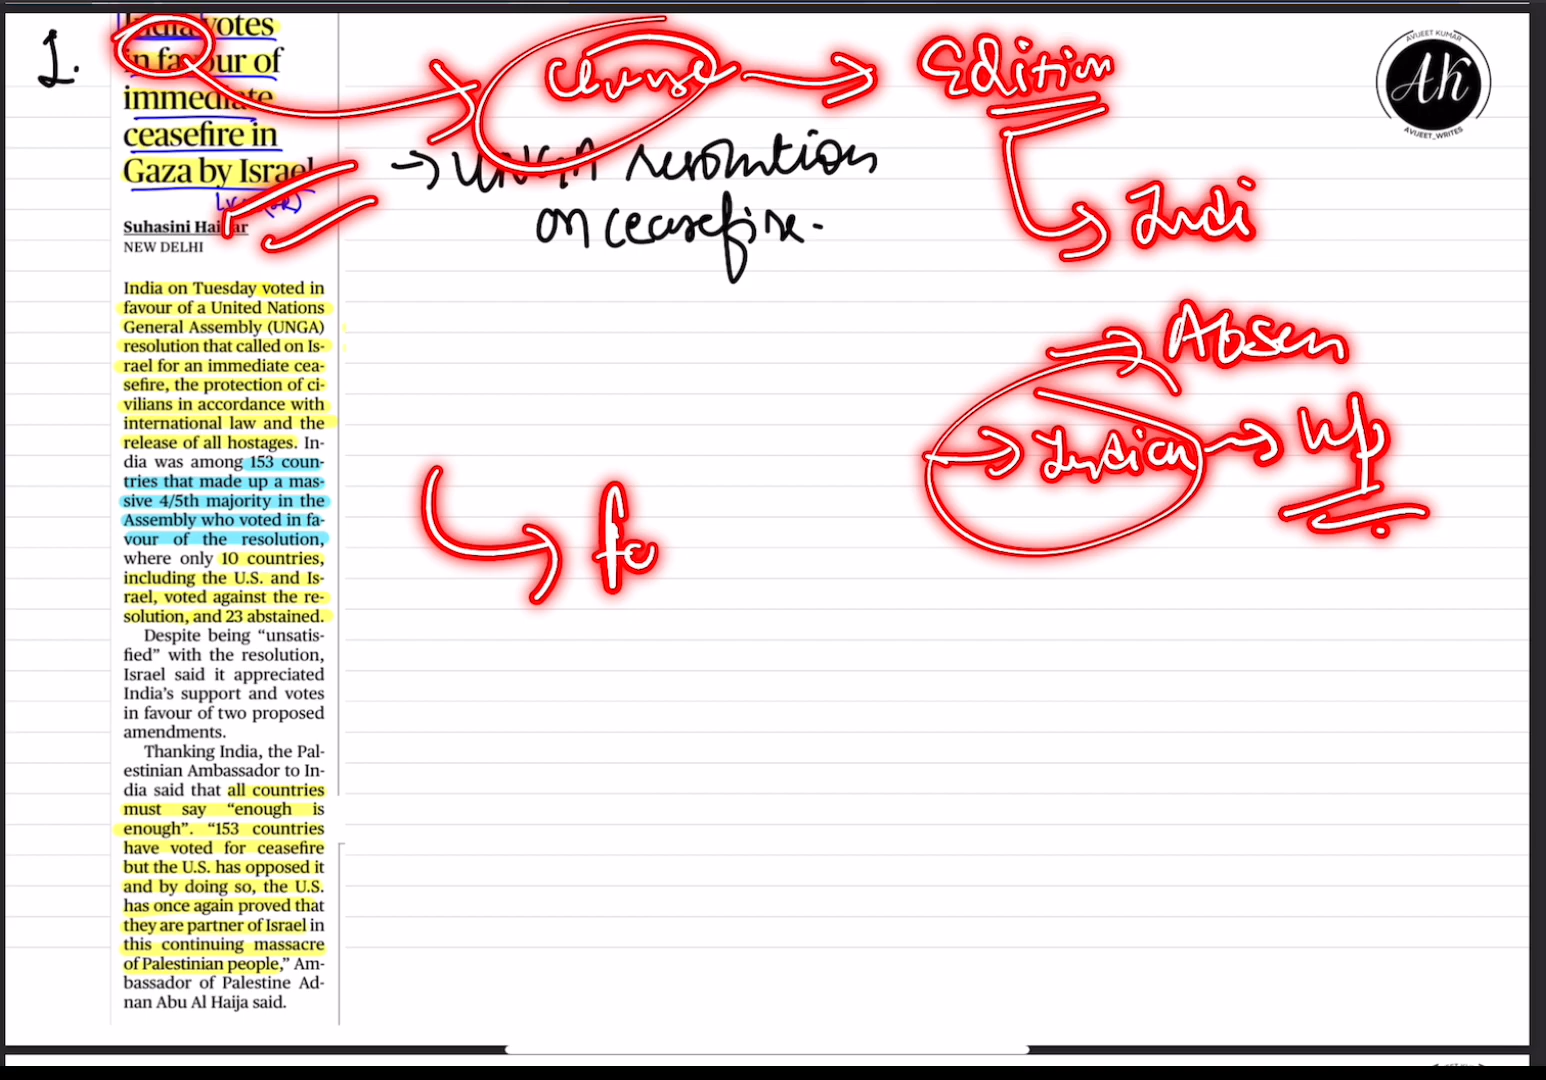 1.
India votes
in favour of
immediate
ceasefire in
Gaza by Israel
Suhasini Haidar
NEW DELHI
India on Tuesday voted in
favour of a United Nations
General Assembly (UNGA)
resolution that called on Is-
rael for an immediate cea-
sefire, the protection of ci-
vilians in accordance with
international law and the
release of all hostages. In-
dia was among 153 coun-
tries that made up a mas-
sive 4/5th majority in the
Assembly who voted in fa-
vour of the resolution,
where only 10 countries,
including the U.S. and Is-
rael, voted against the re-
solution, and 23 abstained.
Despite being “unsatis-
fied” with the resolution,
Israel said it appreciated
India’s support and votes
in favour of two proposed
amendments.
Thanking India, the Pal-
estinian Ambassador to In-
dia said that all countries
must say “enough is
enough”. “153 countries
have voted for ceasefire
but the U.S. has opposed it
and by doing so, the U.S.
has once again proved that
they are partner of Israel in
this continuing massacre
of Palestinian people,” Am-
bassador of Palestine Ad-
nan Abu Al Haija said.
Edition
→ UNGA resolution
on ceasefire.
Indi
Absen
→ Indian → Up
fo
AVIJEET KUMAR
AK
AVIJEET_WRITES